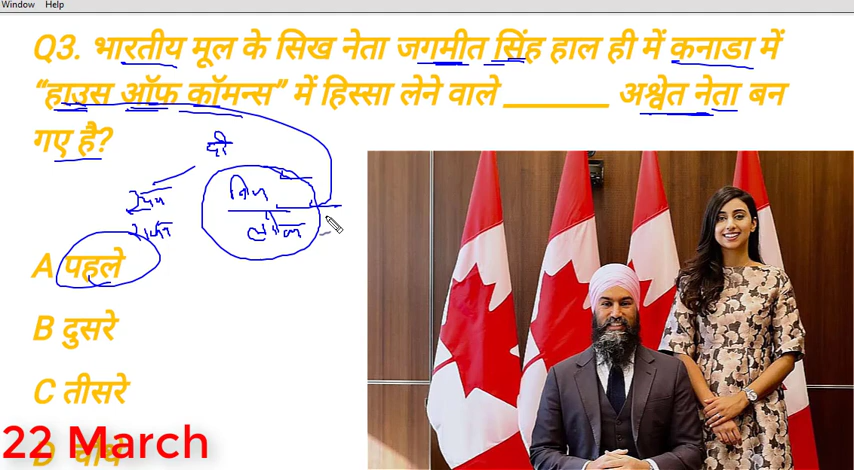 Window Help
Q3. भारतीय मूल के सिख नेता जगमीत सिंह हाल ही में कनाडा में
“हाउस ऑफ कॉमन्स” में हिस्सा लेने वाले ________ अश्वेत नेता बन
गए है?
दो
A पहले
B दुसरे
C तीसरे
22 March
D चौथे